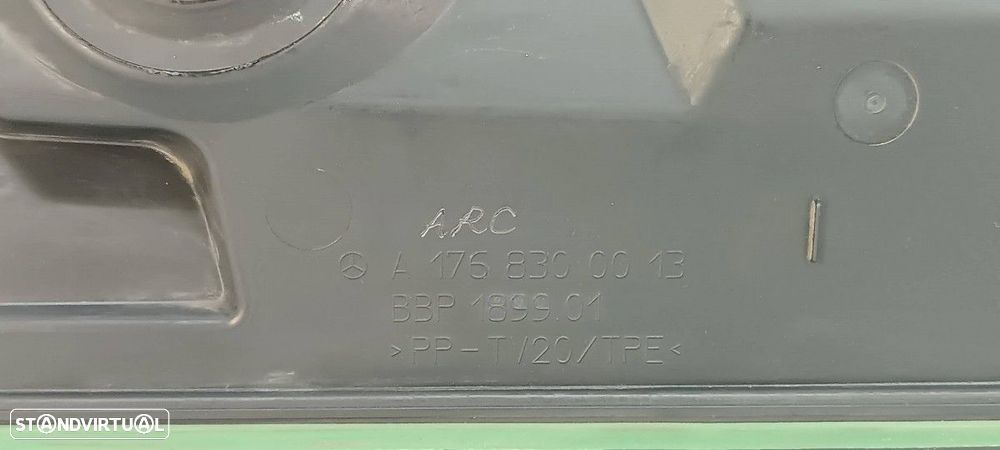 ARC
A 176 830 00 13
BBP 1899.01
>PP-TV20/TPE<
STANDVIRTUAL